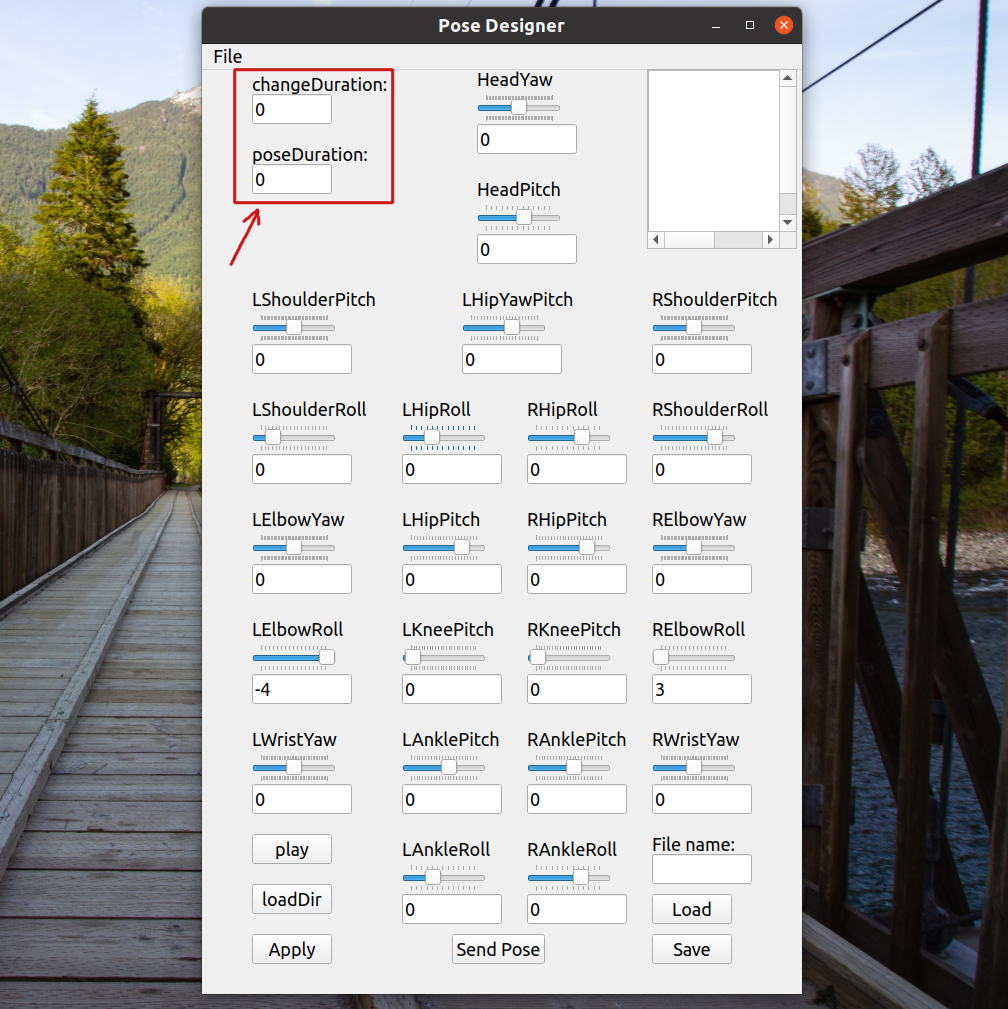 Pose Designer
File
changeDuration:
0
poseDuration:
0
HeadYaw
0
HeadPitch
0
LShoulderPitch
0
LHipYawPitch
0
RShoulderPitch
0
LShoulderRoll
0
LHipRoll
0
RHipRoll
0
RShoulderRoll
0
LElbowYaw
0
LHipPitch
0
RHipPitch
0
RElbowYaw
0
LElbowRoll
-4
LKneePitch
0
RKneePitch
0
RElbowRoll
3
LWristYaw
0
LAnklePitch
0
RAnklePitch
0
RWristYaw
0
play
loadDir
Apply
LAnkleRoll
0
RAnkleRoll
0
Send Pose
File name:
Load
Save